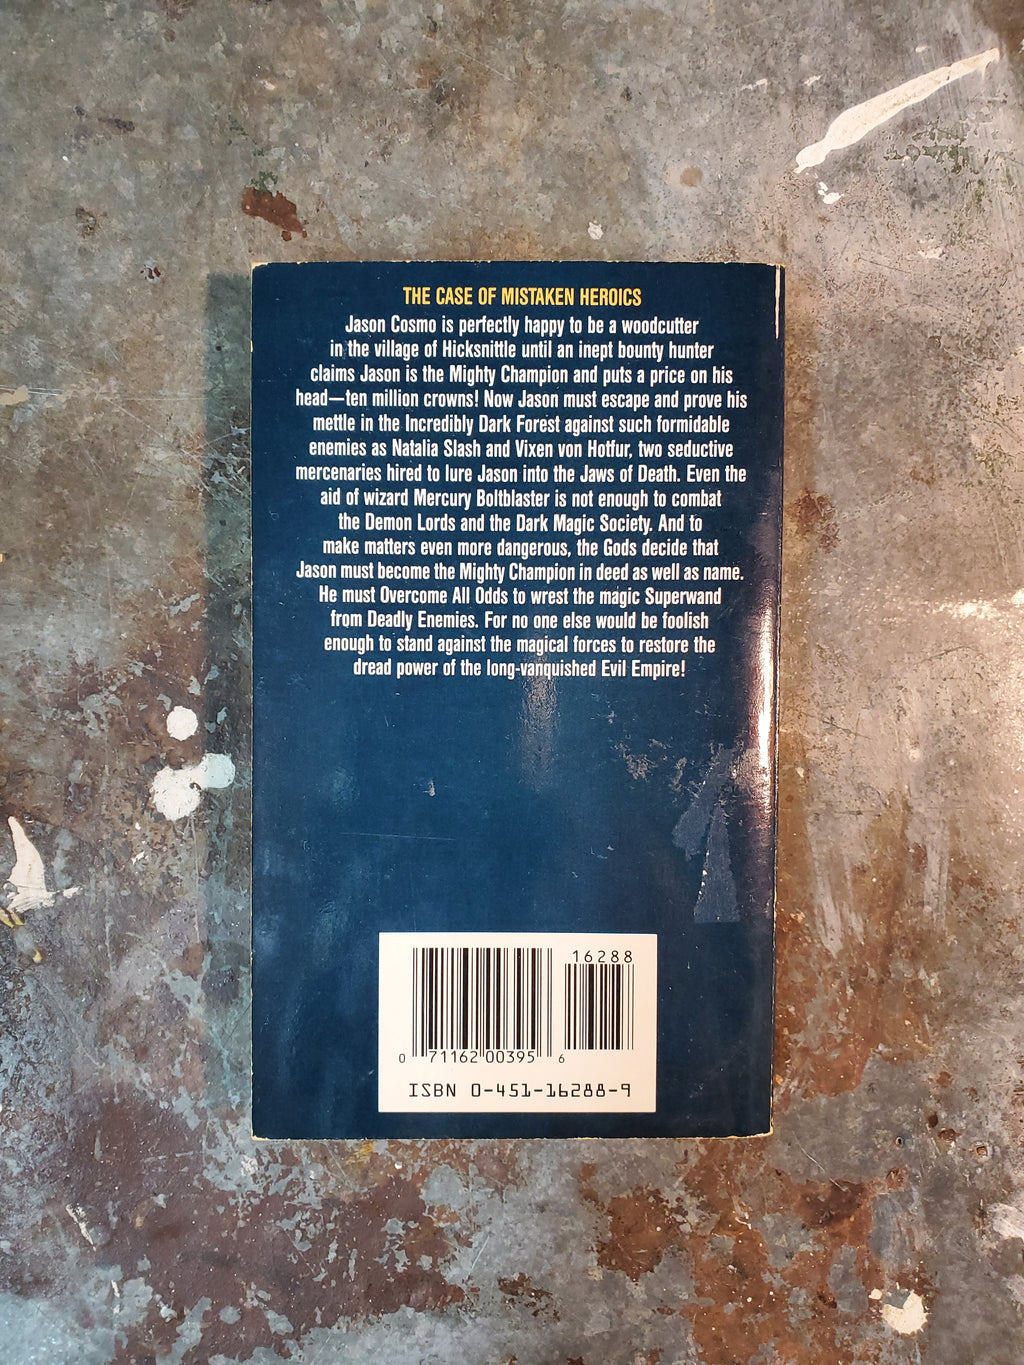 THE CASE OF MISTAKEN HEROICS
Jason Cosmo is perfectly happy to be a woodcutter
in the village of Hicksnittle until an inept bounty hunter
claims Jason is the Mighty Champion and puts a price on his
head—ten million crowns! Now Jason must escape and prove his
mettle in the Incredibly Dark Forest against such formidable
enemies as Natalia Slash and Vixen von Hotfur, two seductive
mercenaries hired to lure Jason into the Jaws of Death. Even the
aid of wizard Mercury Boltblaster is not enough to combat
the Demon Lords and the Dark Magic Society. And to
make matters even more dangerous, the Gods decide that
Jason must become the Mighty Champion in deed as well as name.
He must Overcome All Odds to wrest the magic Superwand
from Deadly Enemies. For no one else would be foolish
enough to stand against the magical forces to restore the
dread power of the long-vanquished Evil Empire!
16288
0 71162 00395 6
ISBN 0-451-16288-9